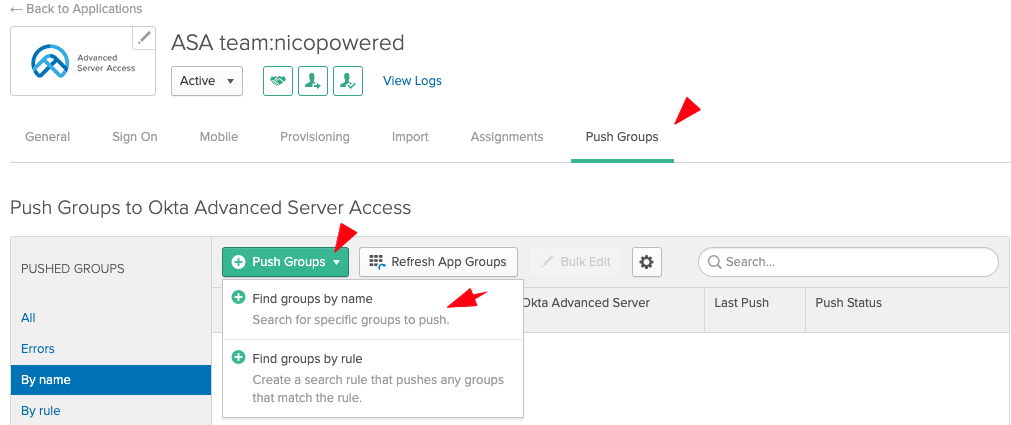 ← Back to Applications
Advanced
Server Access
ASA team:nicopowered
Active
View Logs
General Sign On Mobile Provisioning Import Assignments Push Groups
Push Groups to Okta Advanced Server Access
PUSHED GROUPS
Push Groups Refresh App Groups Bulk Edit Search...
Okta Advanced Server Last Push Push Status
All
Errors
By name
By rule
Find groups by name
Search for specific groups to push.
Find groups by rule
Create a search rule that pushes any groups
that match the rule.